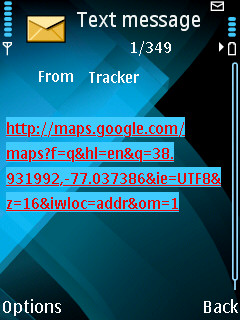 Text message
1/349
From Tracker
http://maps.google.com/
maps?f=q&hl=en&q=38.
931992,-77.037386&ie=UTF8&
z=16&iwloc=addr&om=1
Options Back